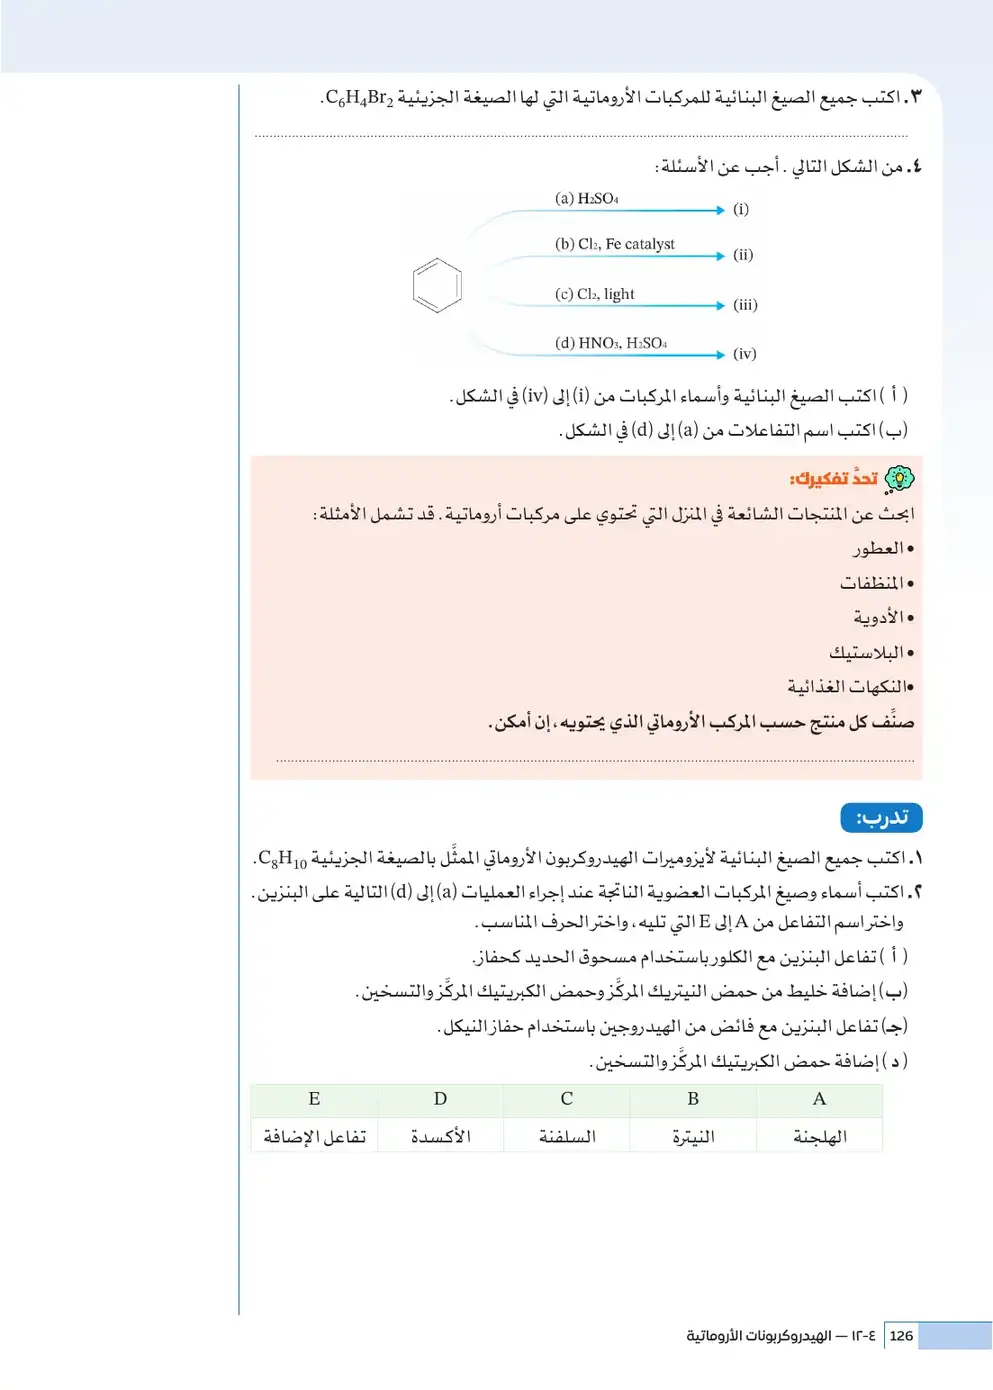 ٣. اكتب جميع الصيغ البنائية للمركبات الأروماتية التي لها الصيغة الجزيئية C₆H₄Br₂.
٤. من الشكل التالي . أجب عن الأسئلة:
(a) H₂SO₄
(i)
(b) Cl₂, Fe catalyst
(ii)
(c) Cl₂, light
(iii)
(d) HNO₃, H₂SO₄
(iv)
( أ ) اكتب الصيغ البنائية وأسماء المركبات من (i) إلى (iv) في الشكل.
(ب) اكتب اسم التفاعلات من (a) إلى (d) في الشكل.
تحدَّ تفكيرك:
ابحث عن المنتجات الشائعة في المنزل التي تحتوي على مركبات أروماتية. قد تشمل الأمثلة:
• العطور
• المنظفات
• الأدوية
• البلاستيك
•النكهات الغذائية
صنِّف كل منتج حسب المركب الأروماتي الذي يحتويه، إن أمكن.
تدرب:
١. اكتب جميع الصيغ البنائية لأيزوميرات الهيدروكربون الأروماتي الممثَّل بالصيغة الجزيئية C₈H₁₀.
٢. اكتب أسماء وصيغ المركبات العضوية الناتجة عند إجراء العمليات (a) إلى (d) التالية على البنزين.
واختر اسم التفاعل من A إلى E التي تليه، واختر الحرف المناسب.
( أ ) تفاعل البنزين مع الكلور باستخدام مسحوق الحديد كحفاز.
(ب) إضافة خليط من حمض النيتريك المركَّز وحمض الكبريتيك المركَّز والتسخين.
(جـ) تفاعل البنزين مع فائض من الهيدروجين باستخدام حفاز النيكل.
( د ) إضافة حمض الكبريتيك المركَّز والتسخين.
A B C D E
الهلجنة النيترة السلفنة الأكسدة تفاعل الإضافة
126 ٤-١٢ — الهيدروكربونات الأروماتية